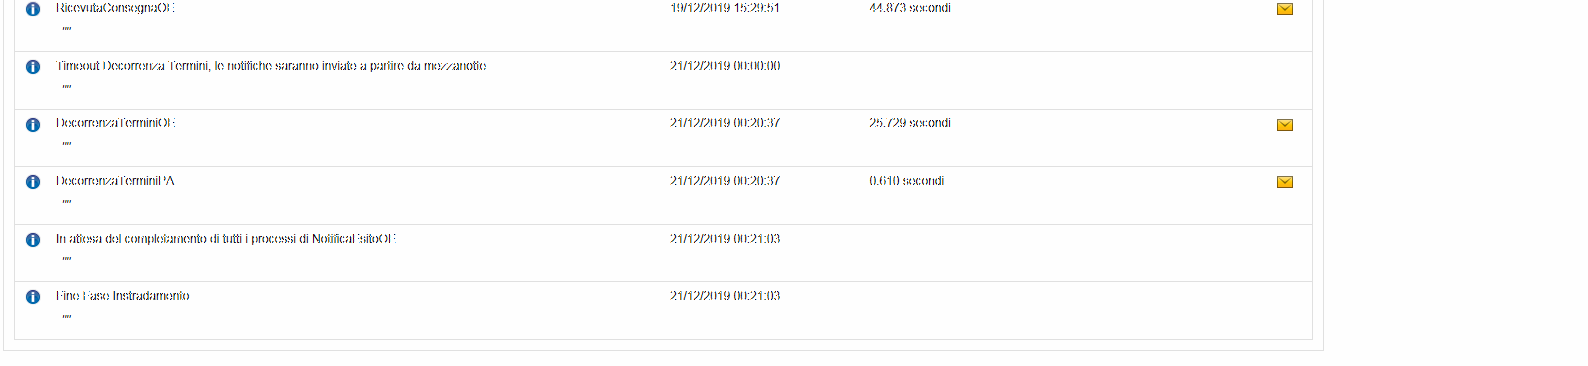 RicevutaConsegnaOE 19/12/2019 15:29:51 44.873 secondi
""
Timeout Decorrenza Termini, le notifiche saranno inviate a partire da mezzanotte 21/12/2019 00:00:00
""
DecorrenzaTerminiOE 21/12/2019 00:20:37 25.729 secondi
""
DecorrenzaTerminiPA 21/12/2019 00:20:37 0.610 secondi
""
In attesa del completamento di tutti i processi di NotificaEsitoOE 21/12/2019 00:21:03
""
Fine Fase Instradamento 21/12/2019 00:21:03
""